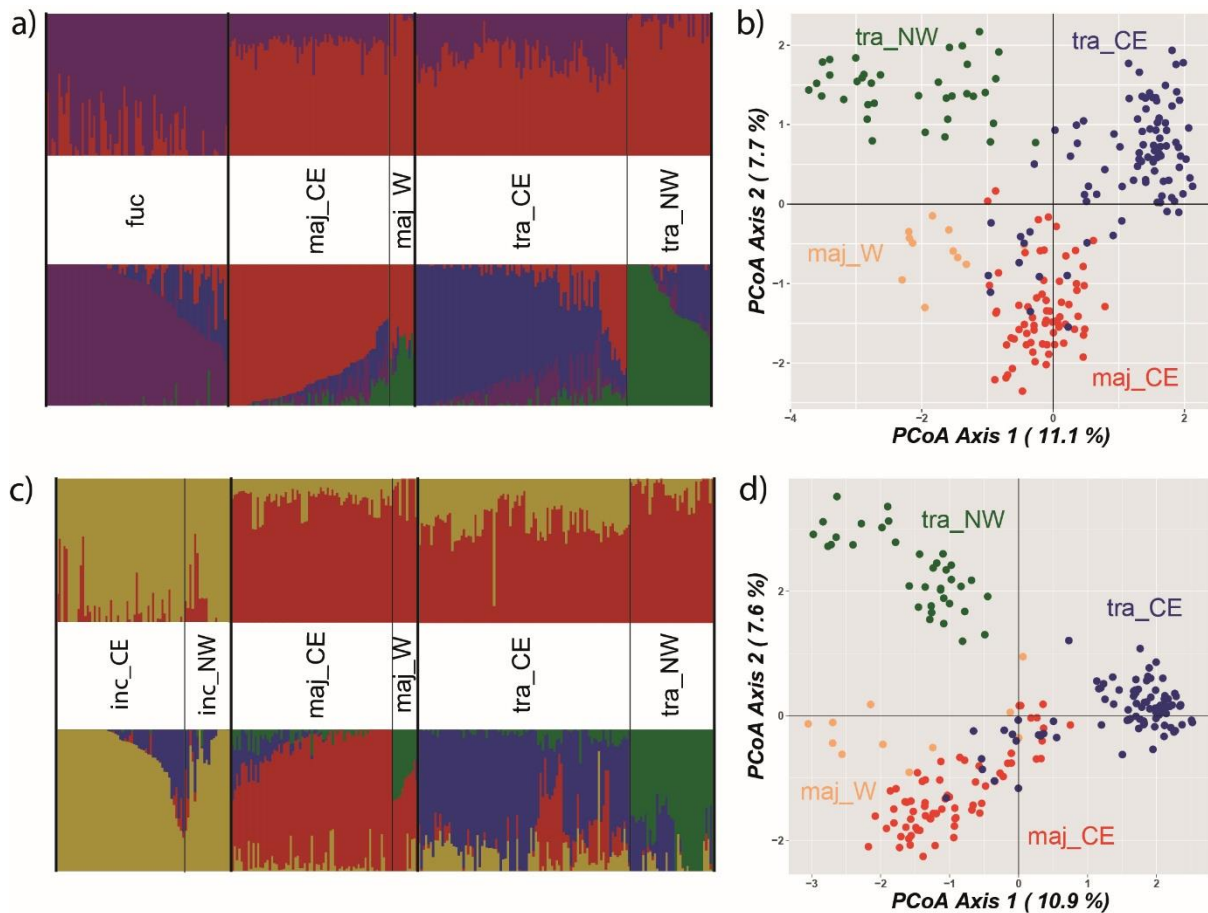 a)
fuc
maj_CE
maj_W
tra_CE
tra_NW
b)
tra_NW
tra_CE
maj_W
maj_CE
PCoA Axis 2 ( 7.7 %)
2
1
0
-1
-2
-4
-2
0
1
2
PCoA Axis 1 ( 11.1 %)
c)
inc_CE
inc_NW
maj_CE
maj_W
tra_CE
tra_NW
d)
tra_NW
tra_CE
maj_W
maj_CE
PCoA Axis 2 ( 7.6 %)
2
0
-2
-3
-2
-1
0
1
2
PCoA Axis 1 ( 10.9 %)